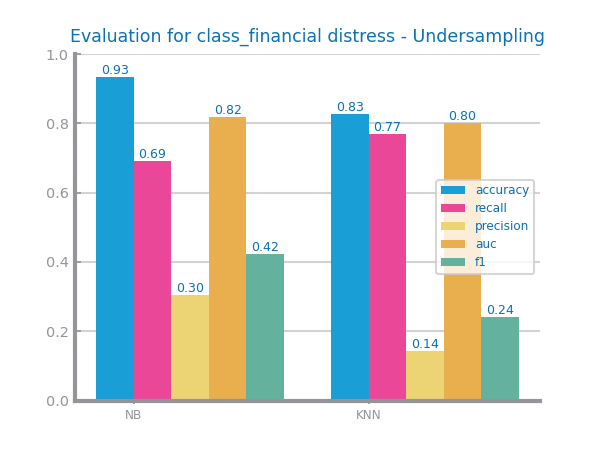 Evaluation for class_financial distress - Undersampling
1.0
0.8
0.6
0.4
0.2
0.0
0.93
0.69
0.30
0.82
0.42
0.83
0.77
0.14
0.80
0.24
accuracy
recall
precision
auc
f1
NB
KNN